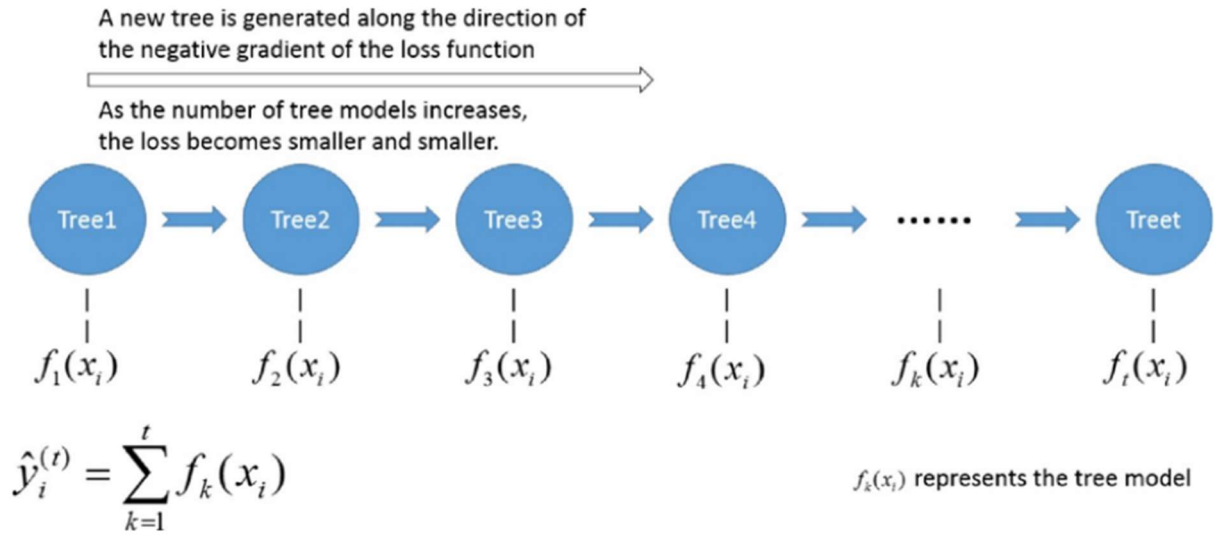 A new tree is generated along the direction of
the negative gradient of the loss function
As the number of tree models increases,
the loss becomes smaller and smaller.
Tree1 Tree2 Tree3 Tree4 ...... Treet
f₁(xᵢ) f₂(xᵢ) f₃(xᵢ) f₄(xᵢ) fₖ(xᵢ) fₜ(xᵢ)
ŷᵢ⁽ᵗ⁾ = ∑ₖ₌₁ᵗ fₖ(xᵢ)
fₖ(xᵢ) represents the tree model